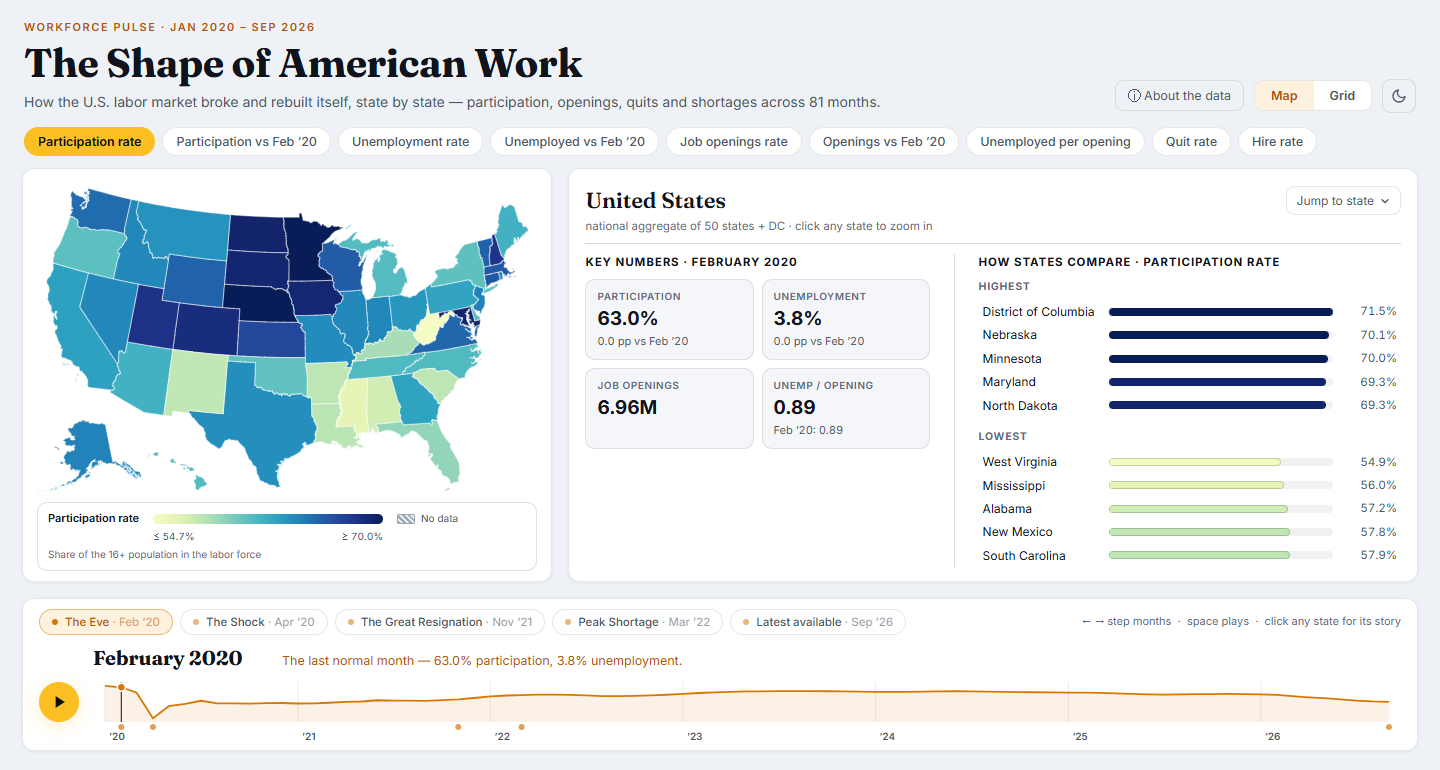 WORKFORCE PULSE · JAN 2020 – SEP 2026
The Shape of American Work
How the U.S. labor market broke and rebuilt itself, state by state — participation, openings, quits and shortages across 81 months.
About the data
Map
Grid
Participation rate
Participation vs Feb ’20
Unemployment rate
Unemployed vs Feb ’20
Job openings rate
Openings vs Feb ’20
Unemployed per opening
Quit rate
Hire rate
Participation rate
≤ 54.7%
≥ 70.0%
No data
Share of the 16+ population in the labor force
United States
national aggregate of 50 states + DC · click any state to zoom in
Jump to state
KEY NUMBERS · FEBRUARY 2020
PARTICIPATION
63.0%
0.0 pp vs Feb ’20
UNEMPLOYMENT
3.8%
0.0 pp vs Feb ’20
JOB OPENINGS
6.96M
UNEMP / OPENING
0.89
Feb ’20: 0.89
HOW STATES COMPARE · PARTICIPATION RATE
HIGHEST
District of Columbia 71.5%
Nebraska 70.1%
Minnesota 70.0%
Maryland 69.3%
North Dakota 69.3%
LOWEST
West Virginia 54.9%
Mississippi 56.0%
Alabama 57.2%
New Mexico 57.8%
South Carolina 57.9%
The Eve · Feb ’20
The Shock · Apr ’20
The Great Resignation · Nov ’21
Peak Shortage · Mar ’22
Latest available · Sep ’26
← → step months · space plays · click any state for its story
February 2020
The last normal month — 63.0% participation, 3.8% unemployment.
’20 ’21 ’22 ’23 ’24 ’25 ’26